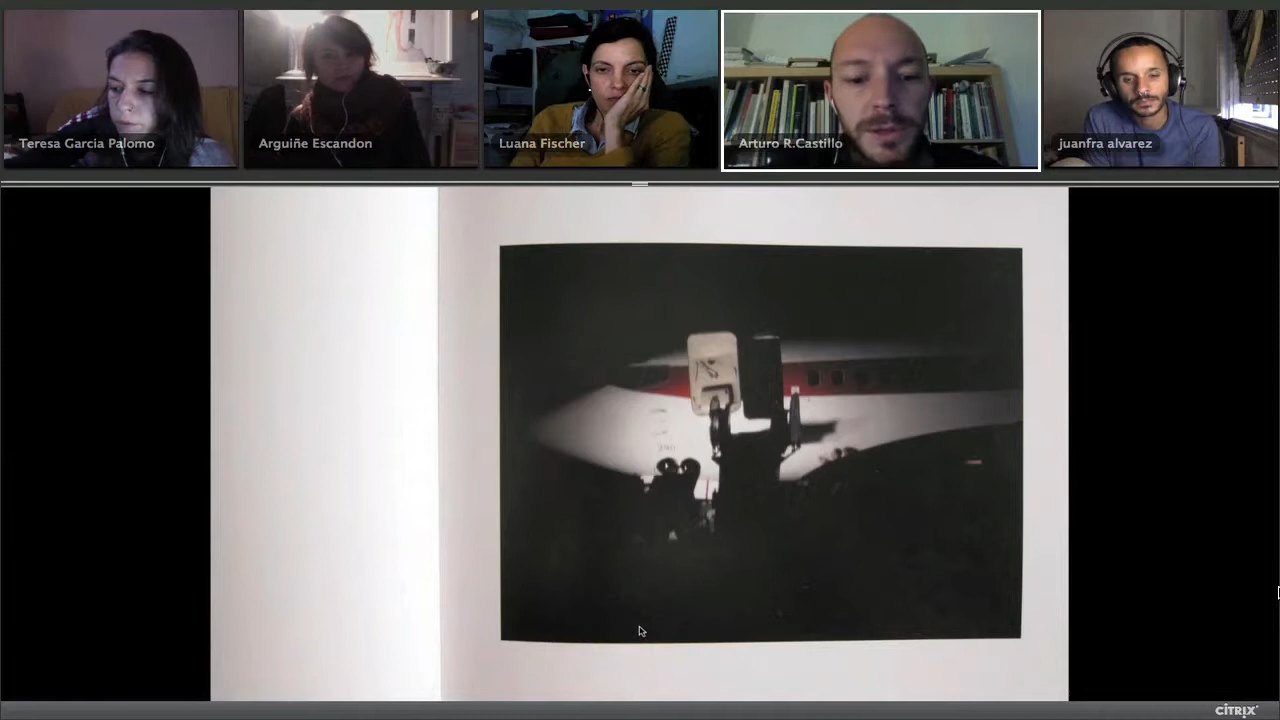 Teresa Garcia Palomo
Arguiñe Escandon
Luana Fischer
Arturo R.Castillo
juanfra alvarez
CITRIX